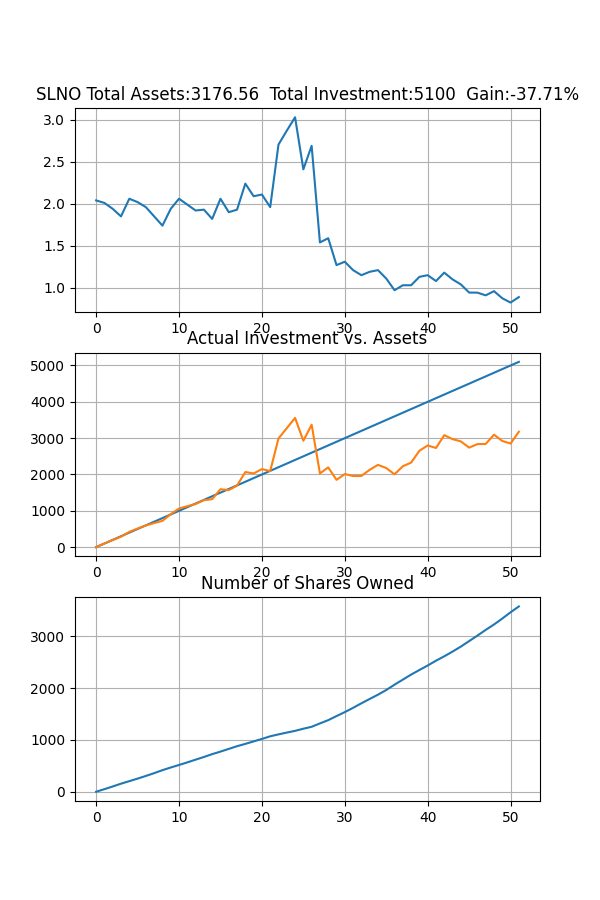 SLNO Total Assets:3176.56  Total Investment:5100  Gain:-37.71%
3.0
2.5
2.0
1.5
1.0
0 10 20 30 40 50
Actual Investment vs. Assets
5000
4000
3000
2000
1000
0
0 10 20 30 40 50
Number of Shares Owned
3000
2000
1000
0
0 10 20 30 40 50